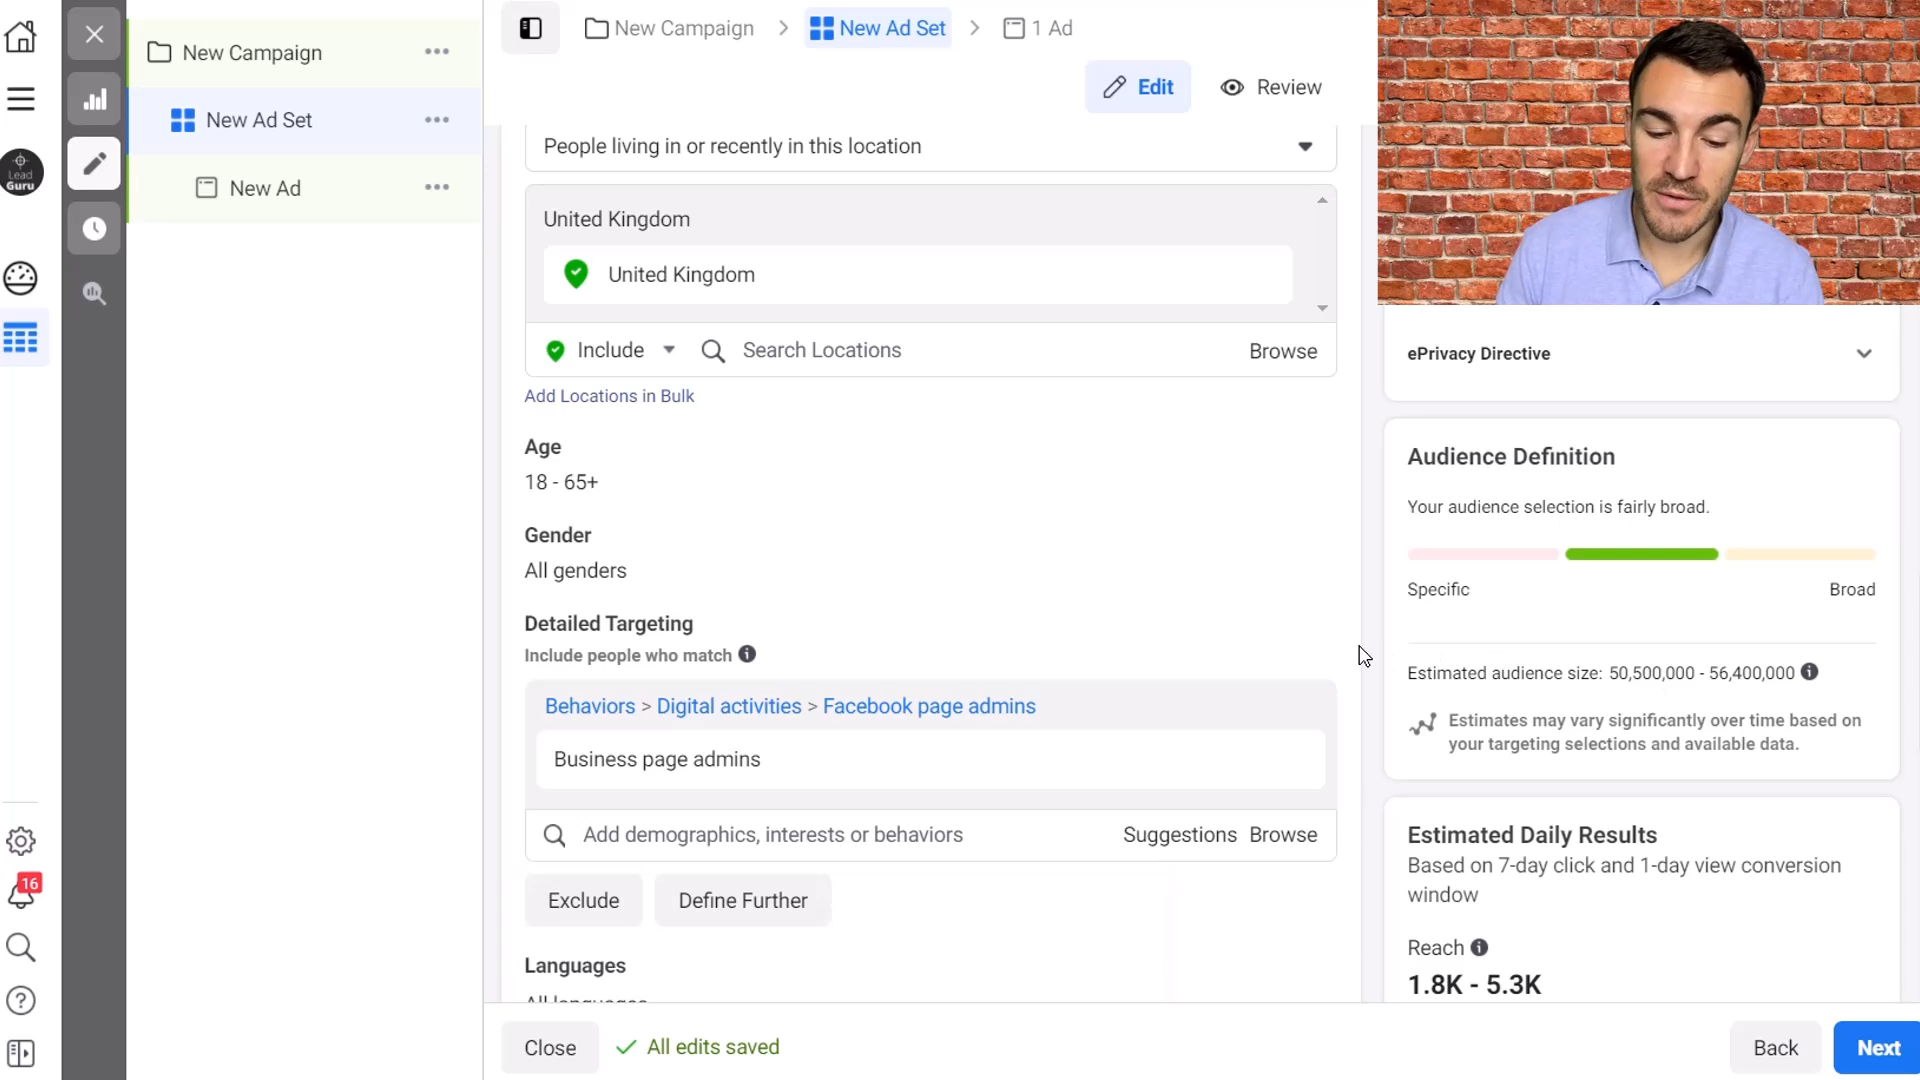 New Campaign
New Ad Set
New Ad
Lead
Guru
16
New Campaign > New Ad Set > 1 Ad
Edit
Review
People living in or recently in this location
United Kingdom
United Kingdom
Include
Search Locations
Browse
Add Locations in Bulk
Age
18 - 65+
Gender
All genders
Detailed Targeting
Include people who match
Behaviors > Digital activities > Facebook page admins
Business page admins
Add demographics, interests or behaviors
Suggestions
Browse
Exclude
Define Further
Languages
All languages
Close
All edits saved
Back
Next
ePrivacy Directive
Audience Definition
Your audience selection is fairly broad.
Specific
Broad
Estimated audience size: 50,500,000 - 56,400,000
Estimates may vary significantly over time based on
your targeting selections and available data.
Estimated Daily Results
Based on 7-day click and 1-day view conversion
window
Reach
1.8K - 5.3K